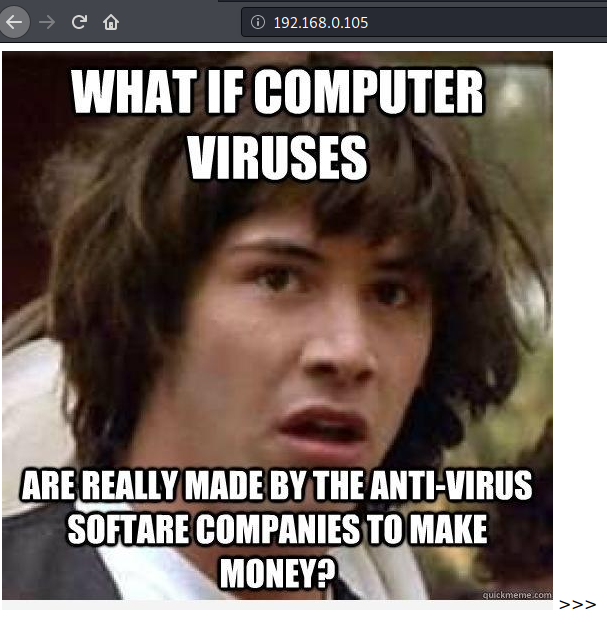 192.168.0.105
WHAT IF COMPUTER
VIRUSES
ARE REALLY MADE BY THE ANTI-VIRUS
SOFTARE COMPANIES TO MAKE
MONEY?
quickmeme.com
>>>